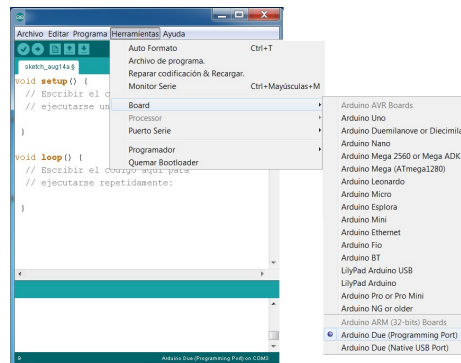 Archivo Editar Programa Herramientas Ayuda
sketch_aug14a §
void setup() {
// Escribir el c
// ejecutarse un
}
void loop() {
// Escribir el código aquí para
// ejecutarse repetidamente:
}
Auto Formato Ctrl+T
Archivo de programa.
Reparar codificación & Recargar.
Monitor Serie Ctrl+Mayúsculas+M
Board
Processor
Puerto Serie
Programador
Quemar Bootloader
Arduino AVR Boards
Arduino Uno
Arduino Duemilanove or Diecimila
Arduino Nano
Arduino Mega 2560 or Mega ADK
Arduino Mega (ATmega1280)
Arduino Leonardo
Arduino Micro
Arduino Esplora
Arduino Mini
Arduino Ethernet
Arduino Fio
Arduino BT
LilyPad Arduino USB
LilyPad Arduino
Arduino Pro or Pro Mini
Arduino NG or older
Arduino ARM (32-bits) Boards
Arduino Due (Programming Port)
Arduino Due (Native USB Port)
Arduino Due (Programming Port) on COM3